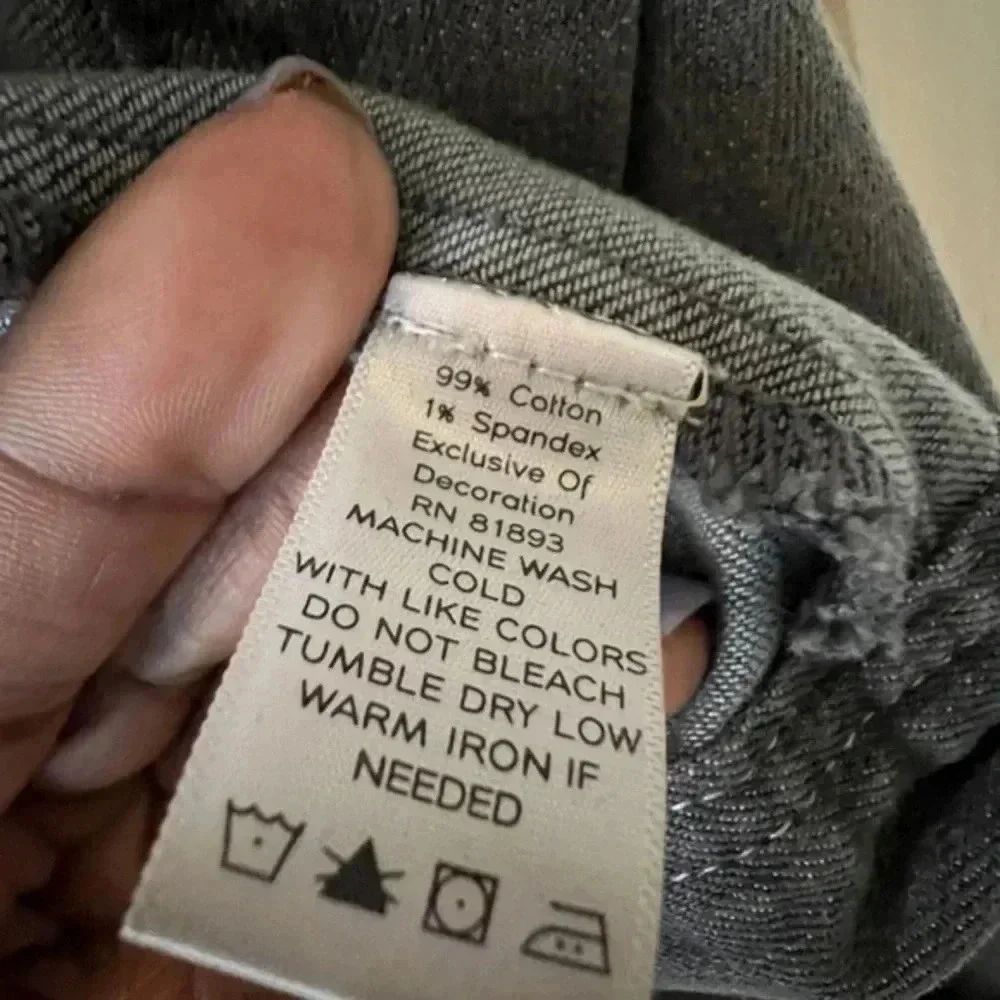 99% Cotton
1% Spandex
Exclusive Of
Decoration
RN 81893
MACHINE WASH
COLD
WITH LIKE COLORS
DO NOT BLEACH
TUMBLE DRY LOW
WARM IRON IF
NEEDED